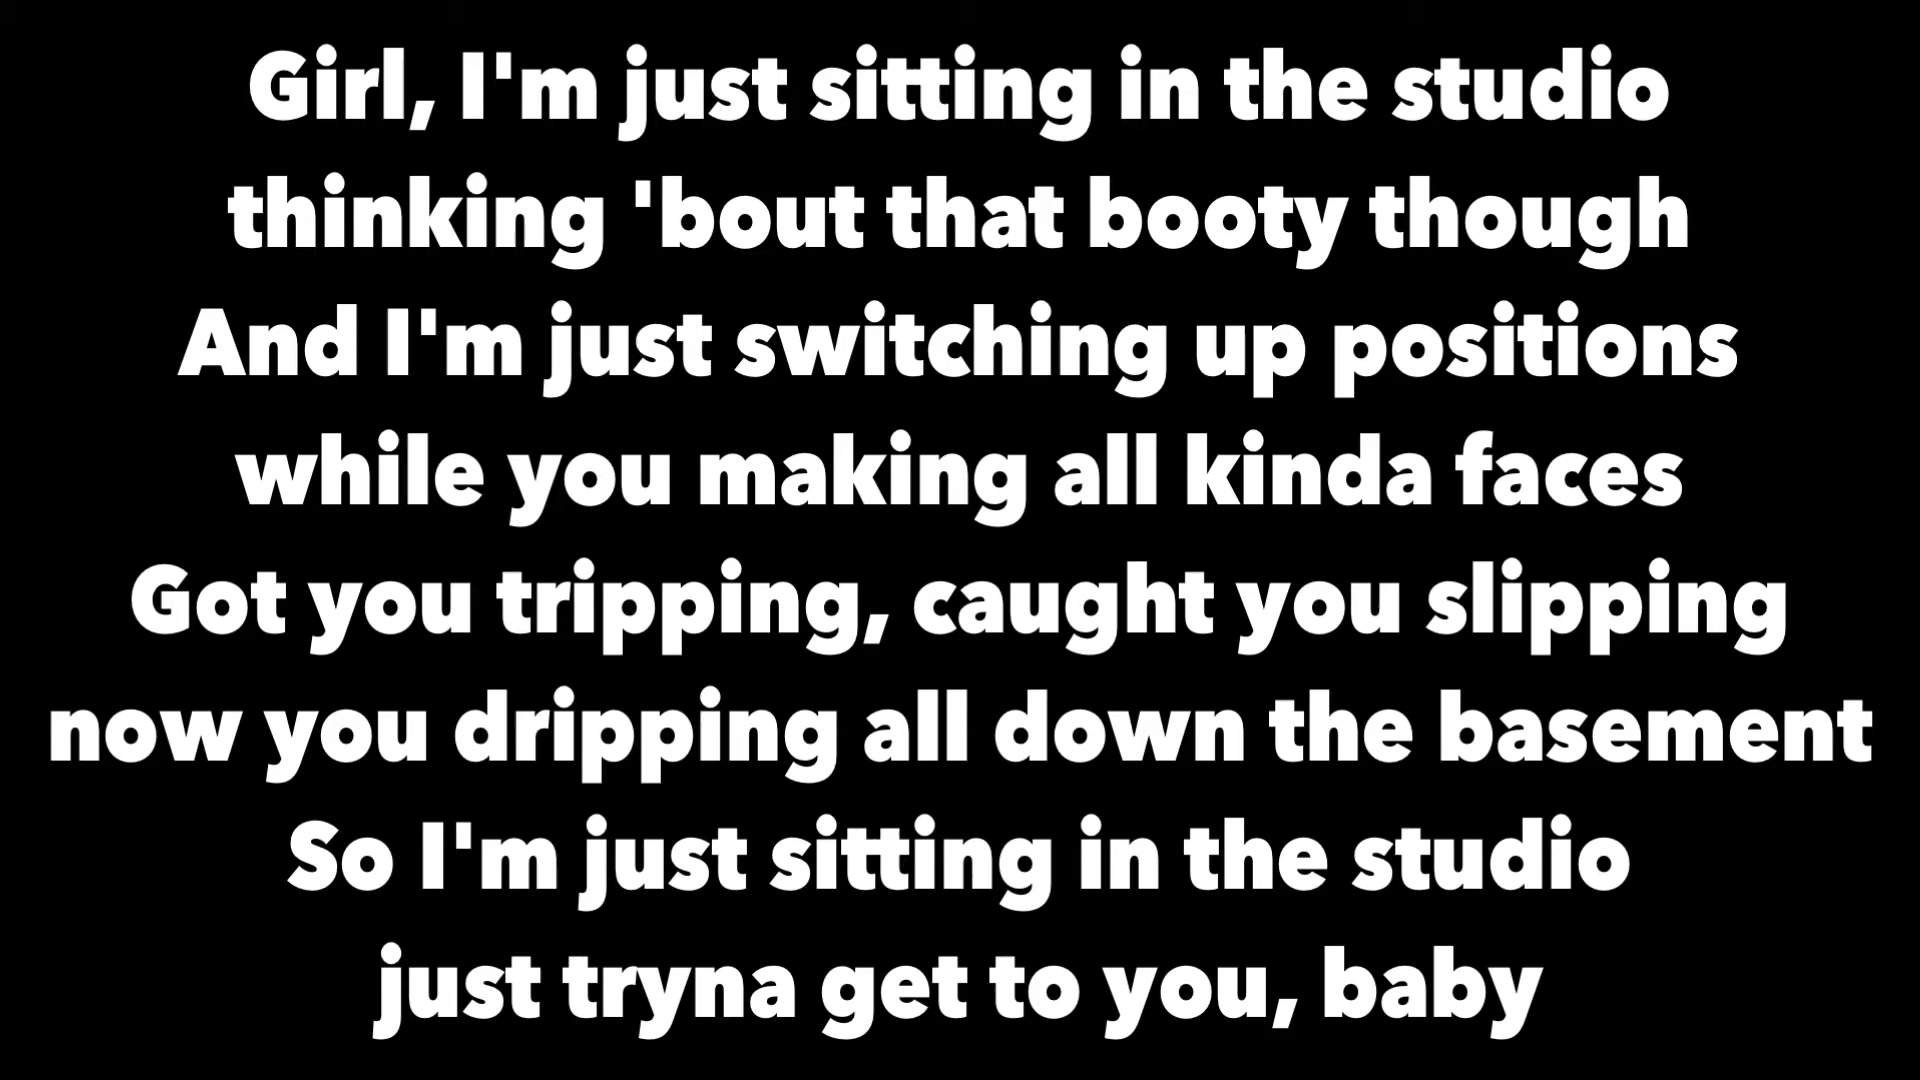 Girl, I'm just sitting in the studio
thinking 'bout that booty though
And I'm just switching up positions
while you making all kinda faces
Got you tripping, caught you slipping
now you dripping all down the basement
So I'm just sitting in the studio
just tryna get to you, baby